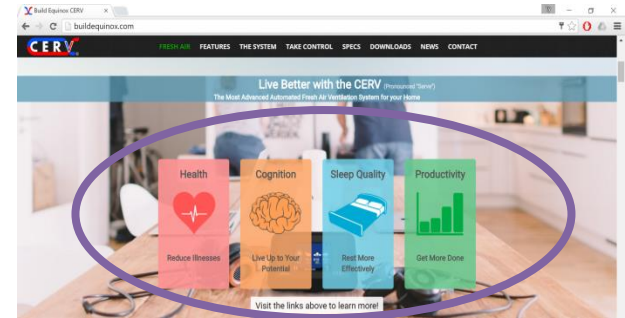 Build Equinox CERV
buildequinox.com
CERV
FRESH AIR FEATURES THE SYSTEM TAKE CONTROL SPECS DOWNLOADS NEWS CONTACT
Live Better with the CERV (Pronounced "Serve")
The Most Advanced Automated Fresh Air Ventilation System for your Home
Health Cognition Sleep Quality Productivity
Reduce Illnesses Live Up to Your Potential Rest More Effectively Get More Done
Visit the links above to learn more!